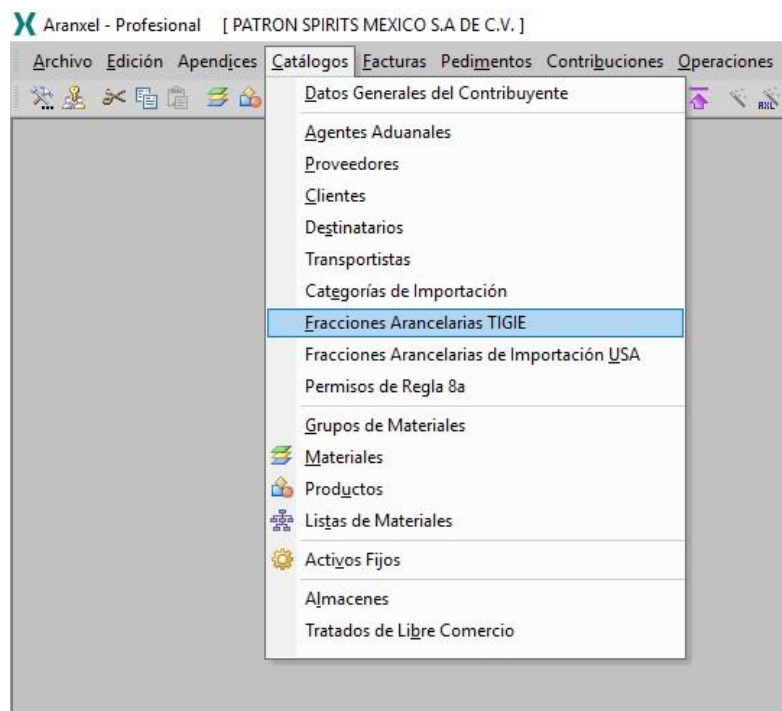 Aranxel - Profesional [ PATRON SPIRITS MEXICO S.A DE C.V. ]
Archivo Edición Apendices Catálogos Facturas Pedimentos Contribuciones Operaciones
Datos Generales del Contribuyente
AXL
Agentes Aduanales
Proveedores
Clientes
Destinatarios
Transportistas
Categorías de Importación
Fracciones Arancelarias TIGIE
Fracciones Arancelarias de Importación USA
Permisos de Regla 8a
Grupos de Materiales
Materiales
Productos
Listas de Materiales
Activos Fijos
Almacenes
Tratados de Libre Comercio